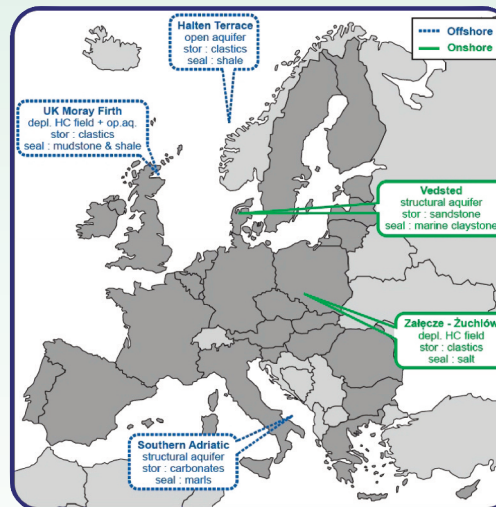 Halten Terrace
open aquifer
stor : clastics
seal : shale
Offshore
Onshore
UK Moray Firth
depl. HC field + op.aq.
stor : clastics
seal : mudstone & shale
Vedsted
structural aquifer
stor : sandstone
seal : marine claystone
Załęcze - Żuchlów
depl. HC field
stor : clastics
seal : salt
Southern Adriatic
structural aquifer
stor : carbonates
seal : marls